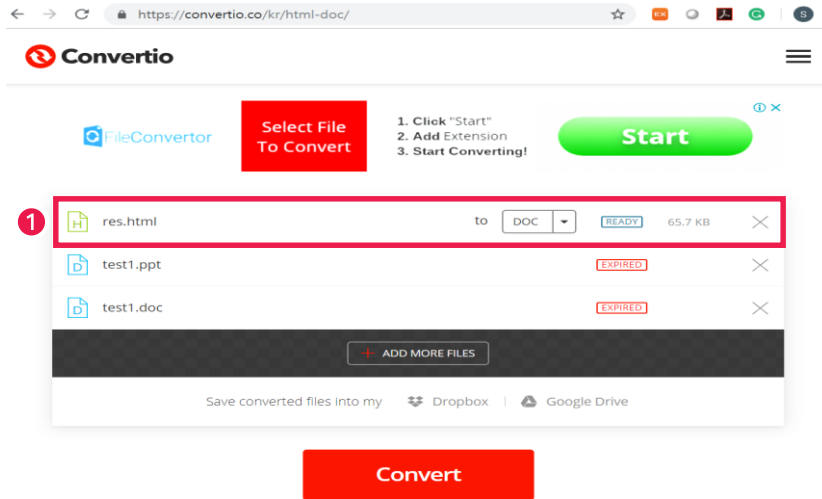 https://convertio.co/kr/html-doc/
EX
G
S
Convertio
FileConvertor
Select File
To Convert
1. Click "Start"
2. Add Extension
3. Start Converting!
Start
1
H
res.html
to
DOC
READY
65.7 KB
D
test1.ppt
EXPIRED
D
test1.doc
EXPIRED
ADD MORE FILES
Save converted files into my
Dropbox
Google Drive
Convert